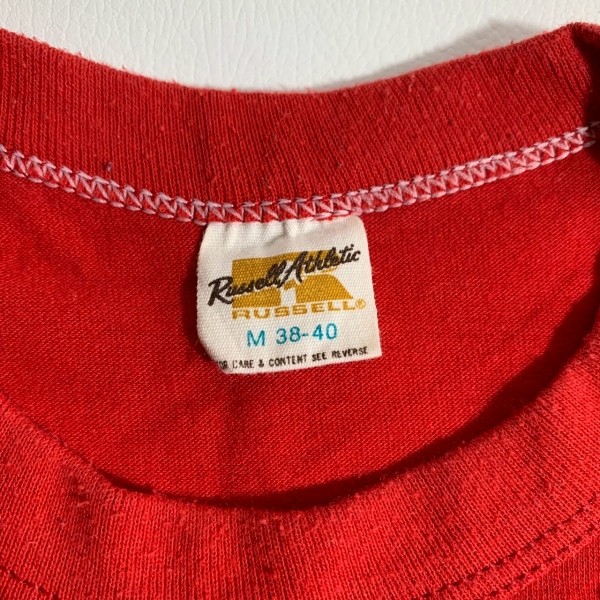 Russell Athletic
RUSSELL®
M 38-40
CARE & CONTENT SEE REVERSE